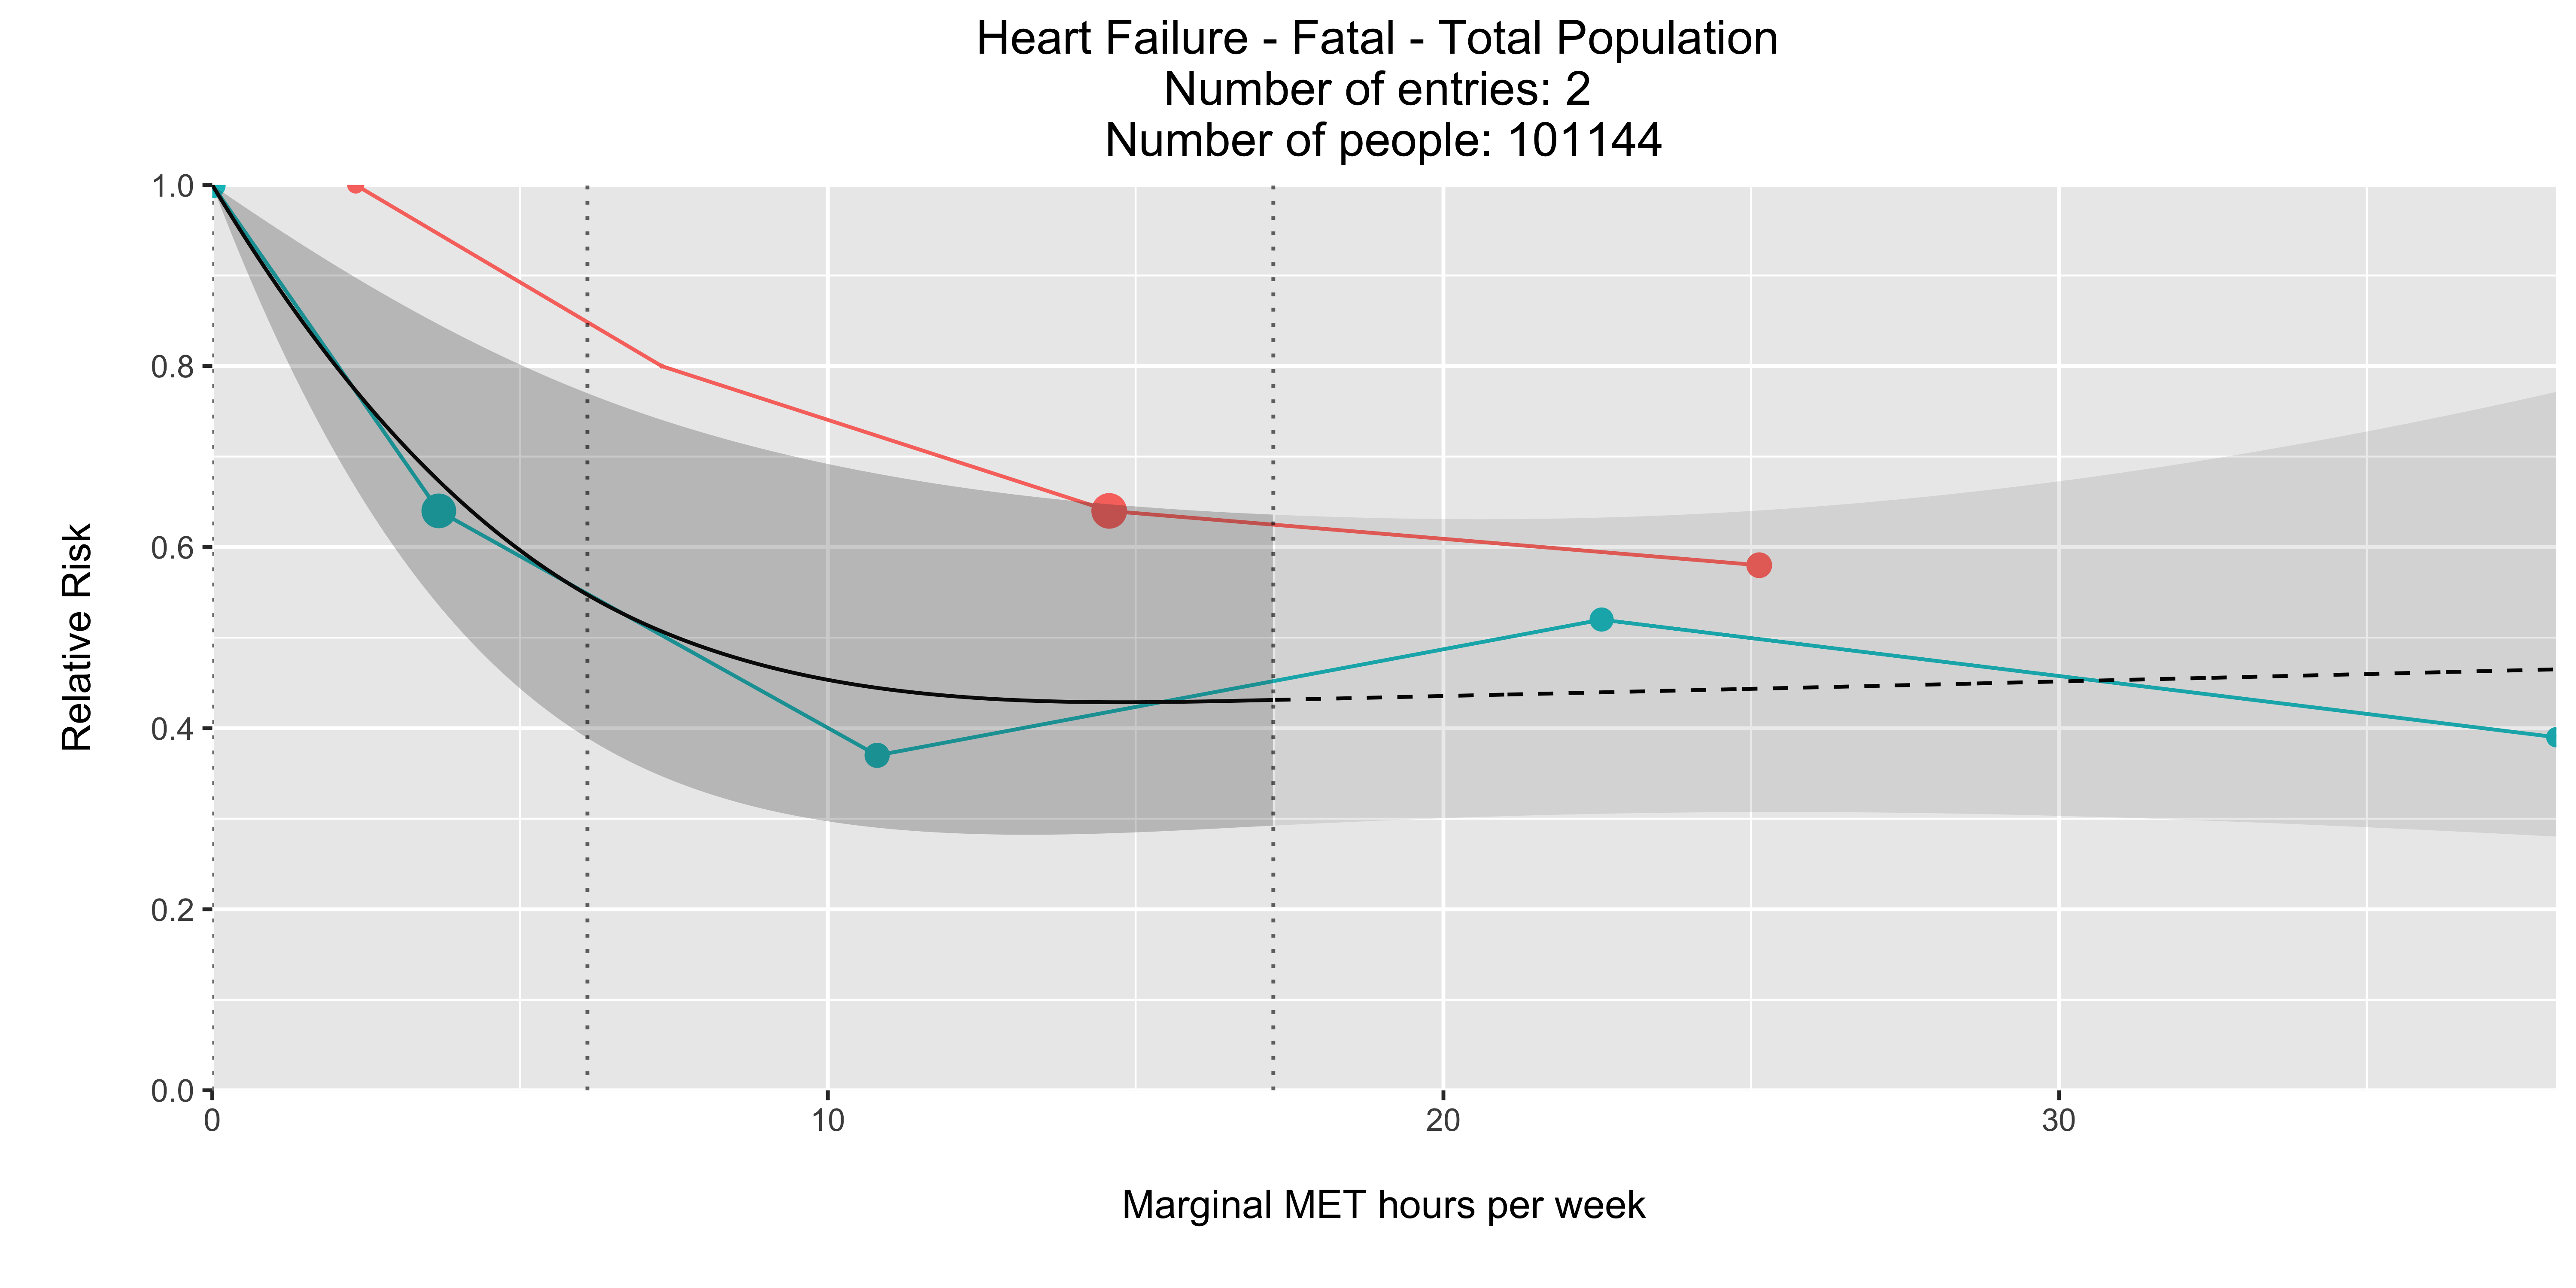 Heart Failure - Fatal - Total Population
Number of entries: 2
Number of people: 101144
1.0
0.8
0.6
0.4
0.2
0.0
Relative Risk
0 10 20 30
Marginal MET hours per week